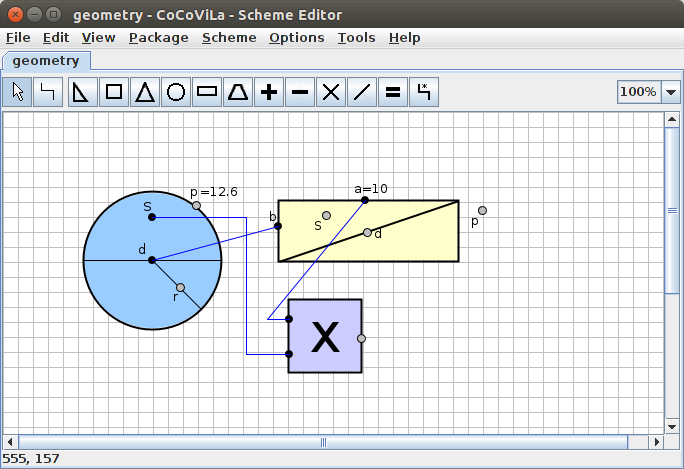 geometry - CoCoViLa - Scheme Editor
File Edit View Package Scheme Options Tools Help
geometry
100%
p=12.6
a=10
S
b
S
d
p
d
r
X
555, 157